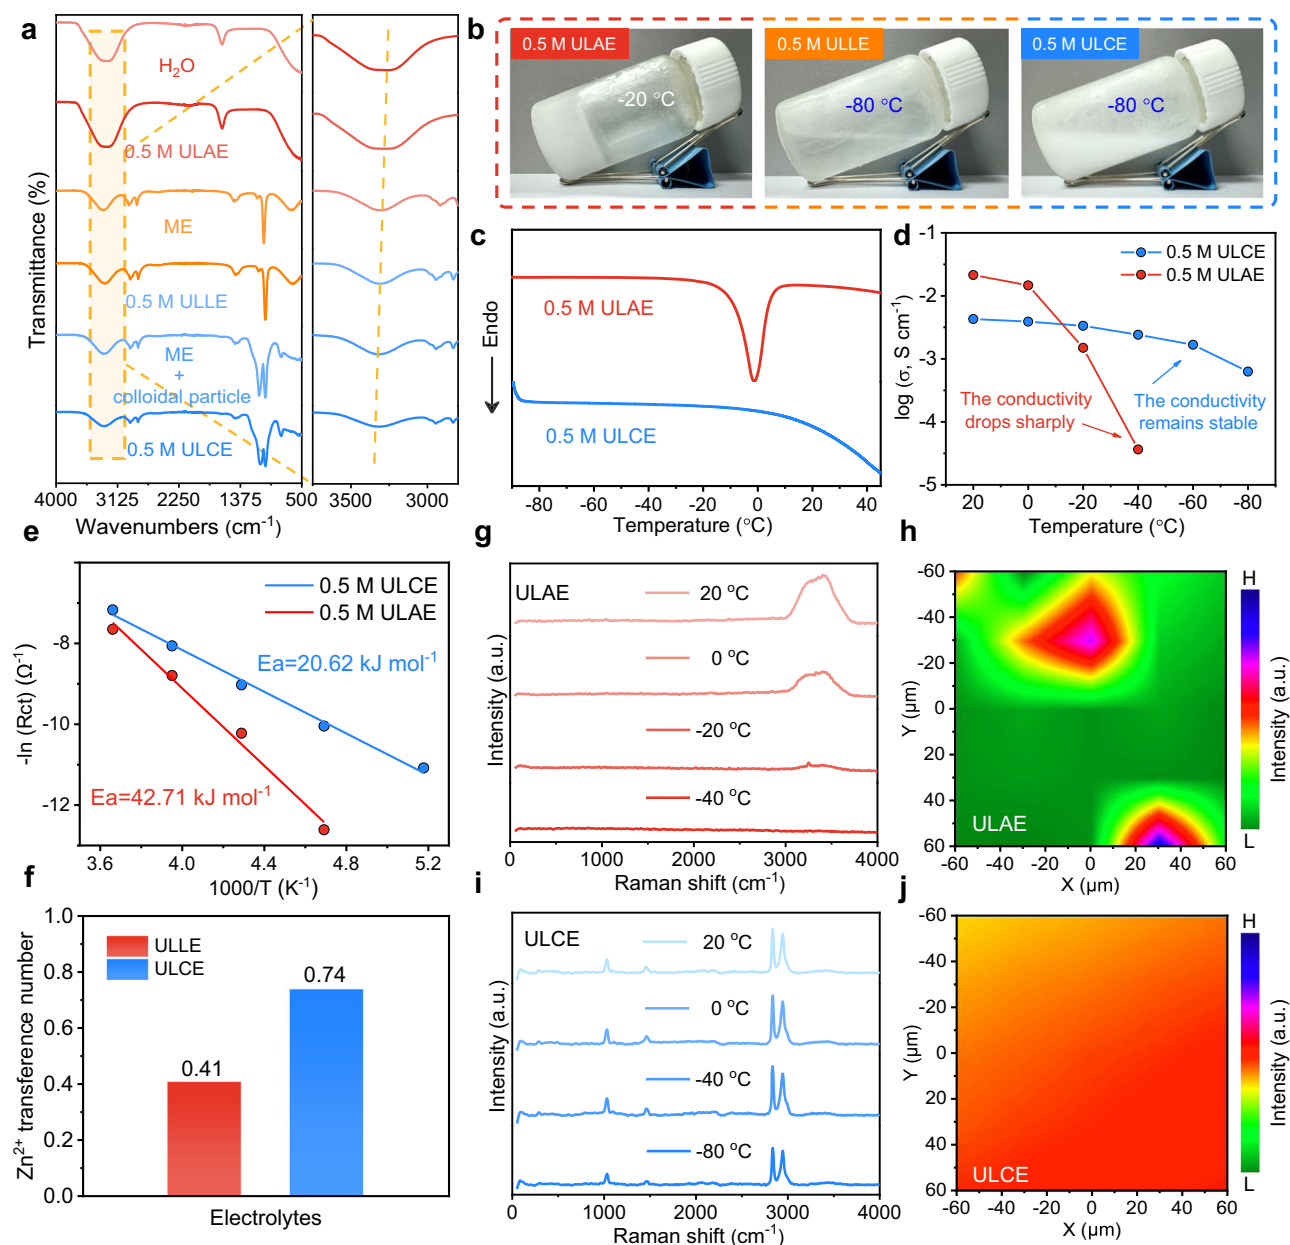 a
H₂O
0.5 M ULAE
ME
0.5 M ULLE
ME
+
colloidal particle
0.5 M ULCE
Transmittance (%)
4000 3125 2250 1375 500 3500 3000
Wavenumbers (cm⁻¹)
b
0.5 M ULAE 0.5 M ULLE 0.5 M ULCE
-20 °C -80 °C -80 °C
c
0.5 M ULAE
Endo
0.5 M ULCE
-80 -60 -40 -20 0 20 40
Temperature (°C)
d
-1
-2
-3
-4
-5
log (σ, S cm⁻¹)
0.5 M ULCE
0.5 M ULAE
The conductivity
drops sharply
The conductivity
remains stable
20 0 -20 -40 -60 -80
Temperature (°C)
e
-8
-10
-12
-ln (Rct) (Ω⁻¹)
0.5 M ULCE
0.5 M ULAE
Ea=20.62 kJ mol⁻¹
Ea=42.71 kJ mol⁻¹
3.6 4.0 4.4 4.8 5.2
1000/T (K⁻¹)
f
1.0
0.8
0.6
0.4
0.2
0.0
Zn²⁺ transference number
ULLE
ULCE
0.41
0.74
Electrolytes
g
ULAE
20 °C
0 °C
-20 °C
-40 °C
Intensity (a.u.)
0 1000 2000 3000 4000
Raman shift (cm⁻¹)
h
-60
-40
-20
0
20
40
60
Y (µm)
ULAE
-60 -40 -20 0 20 40 60
X (µm)
H
L
Intensity (a.u.)
i
ULCE
20 °C
0 °C
-40 °C
-80 °C
Intensity (a.u.)
0 1000 2000 3000 4000
Raman shift (cm⁻¹)
j
-60
-40
-20
0
20
40
60
Y (µm)
ULCE
-60 -40 -20 0 20 40 60
X (µm)
H
L
Intensity (a.u.)